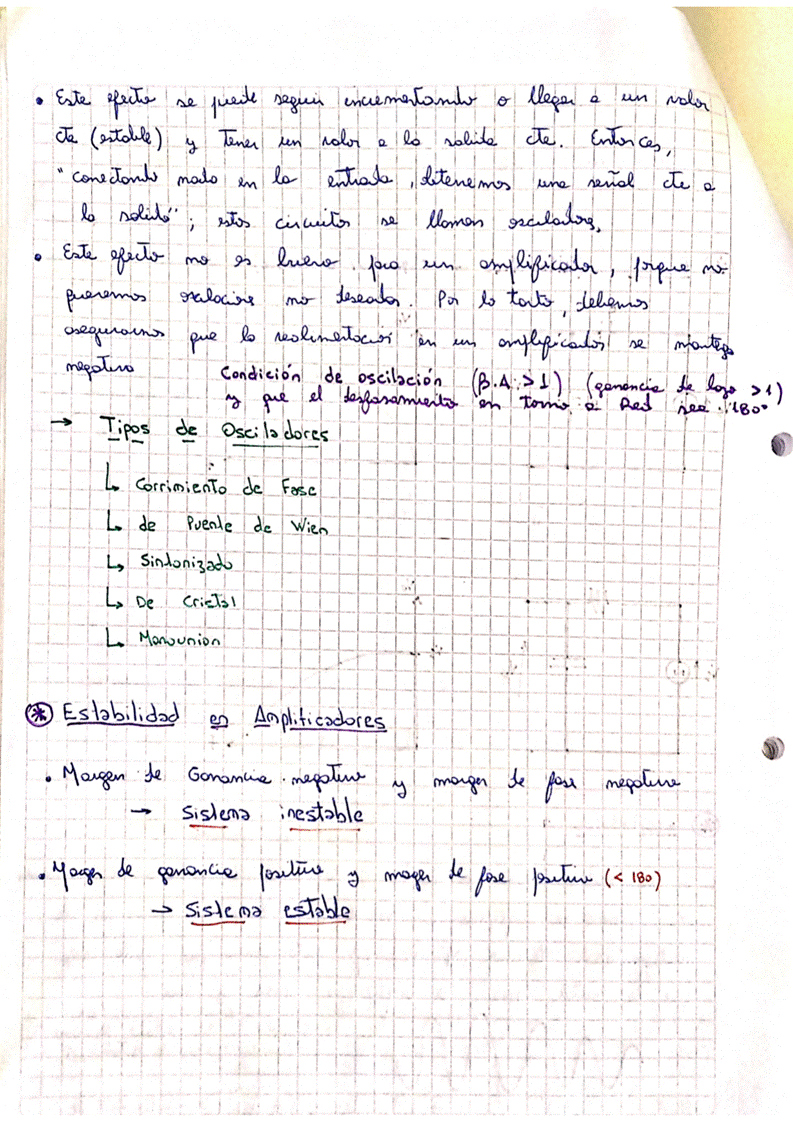 • Este efecto se puede seguir incrementando o llegar a un valor
cte (estable) y tener un valor a la salida cte. Entonces,
"conectando nada en la entrada, obtenemos una señal cte a
la salida"; estos circuitos se llaman osciladores.
• Este efecto no es bueno para un amplificador, porque no
queremos oscilaciones no deseadas. Por lo tanto, debemos
asegurarnos que la realimentación en un amplificador se mantega
negativa
Condición de oscilación (β.A > 1) (ganancia de lazo > 1)
y que el desfasamiento en torno a Red sea 180°
→ Tipos de Osciladores
↳ Corrimiento de Fase
↳ de Puente de Wien
↳ Sintonizado
↳ De Cristal
↳ Monounion
* Estabilidad en Amplificadores
• Margen de Ganancia negativa y margen de fase negativa
→ Sistema inestable
• Margen de ganancia positiva y margen de fase positiva (< 180)
→ Sistema estable